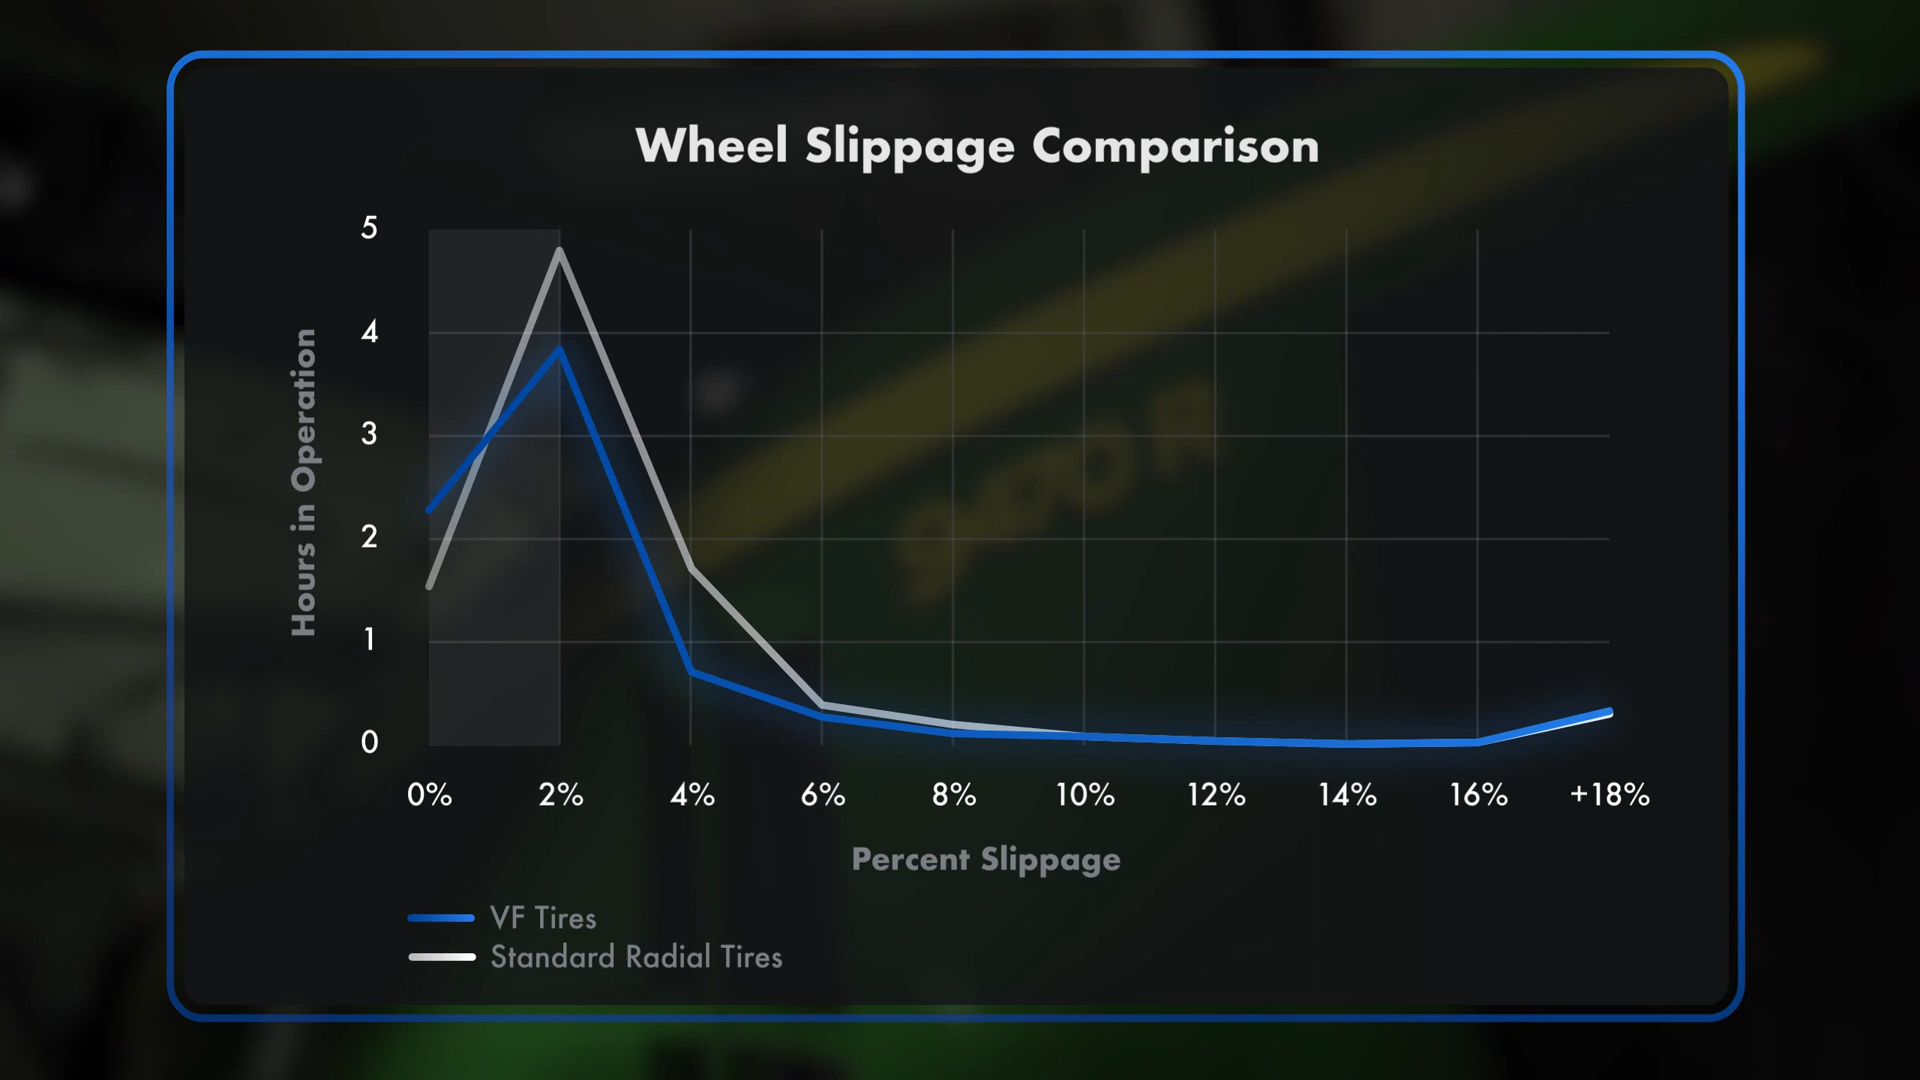 Wheel Slippage Comparison
5
4
3
2
1
0
Hours in Operation
0% 2% 4% 6% 8% 10% 12% 14% 16% +18%
Percent Slippage
VF Tires
Standard Radial Tires